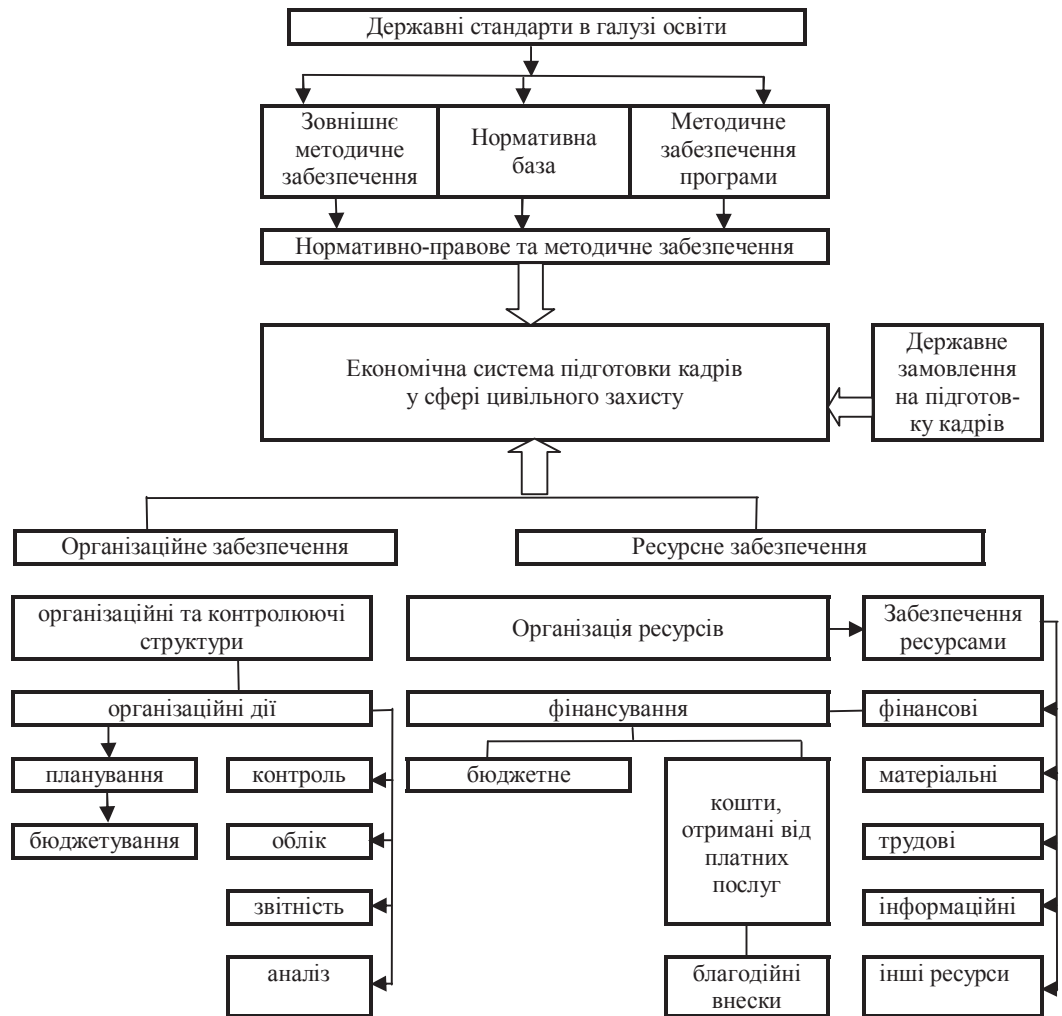 Державні стандарти в галузі освіти
Зовнішнє
методичне
забезпечення
Нормативна
база
Методичне
забезпечення
програми
Нормативно-правове та методичне забезпечення
Економічна система підготовки кадрів
у сфері цивільного захисту
Державне
замовлення
на підготов-
ку кадрів
Організаційне забезпечення
Ресурсне забезпечення
організаційні та контролюючі
структури
Організація ресурсів
Забезпечення
ресурсами
організаційні дії
фінансування
фінансові
планування
контроль
бюджетне
матеріальні
кошти,
отримані від
платних
послуг
бюджетування
облік
трудові
звітність
інформаційні
аналіз
благодійні
внески
інші ресурси